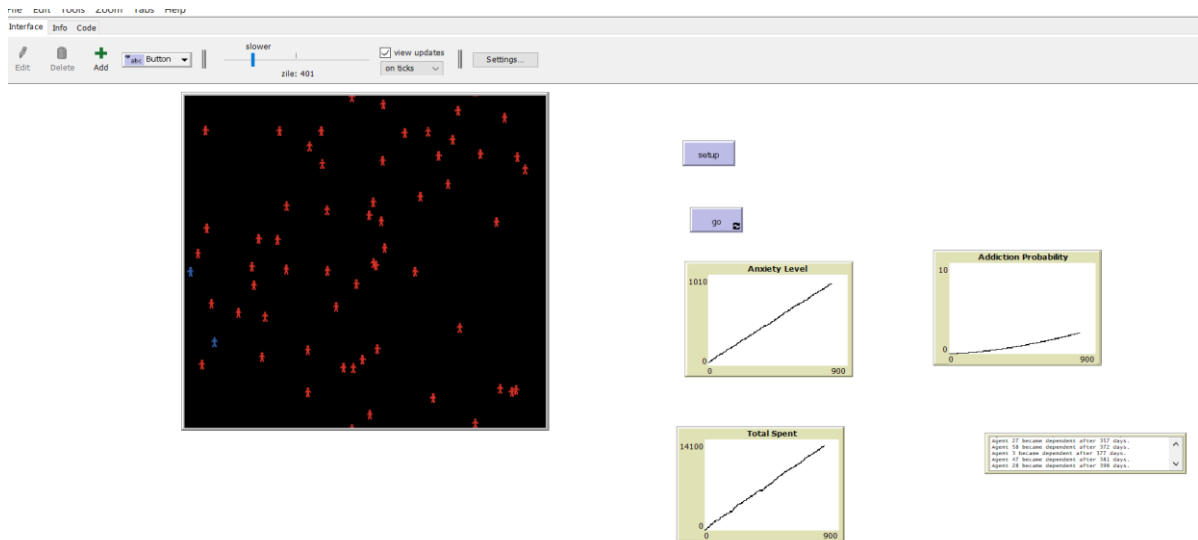 File Edit Tools Zoom Tabs Help
Interface Info Code
Edit Delete Add abc Button slower zile: 401 view updates on ticks Settings...
setup
go
Anxiety Level
1010
0
0 900
Addiction Probability
10
0
0 900
Total Spent
14100
0
0 900
Agent 27 became dependent after 357 days.
Agent 50 became dependent after 372 days.
Agent 3 became dependent after 377 days.
Agent 47 became dependent after 381 days.
Agent 28 became dependent after 398 days.